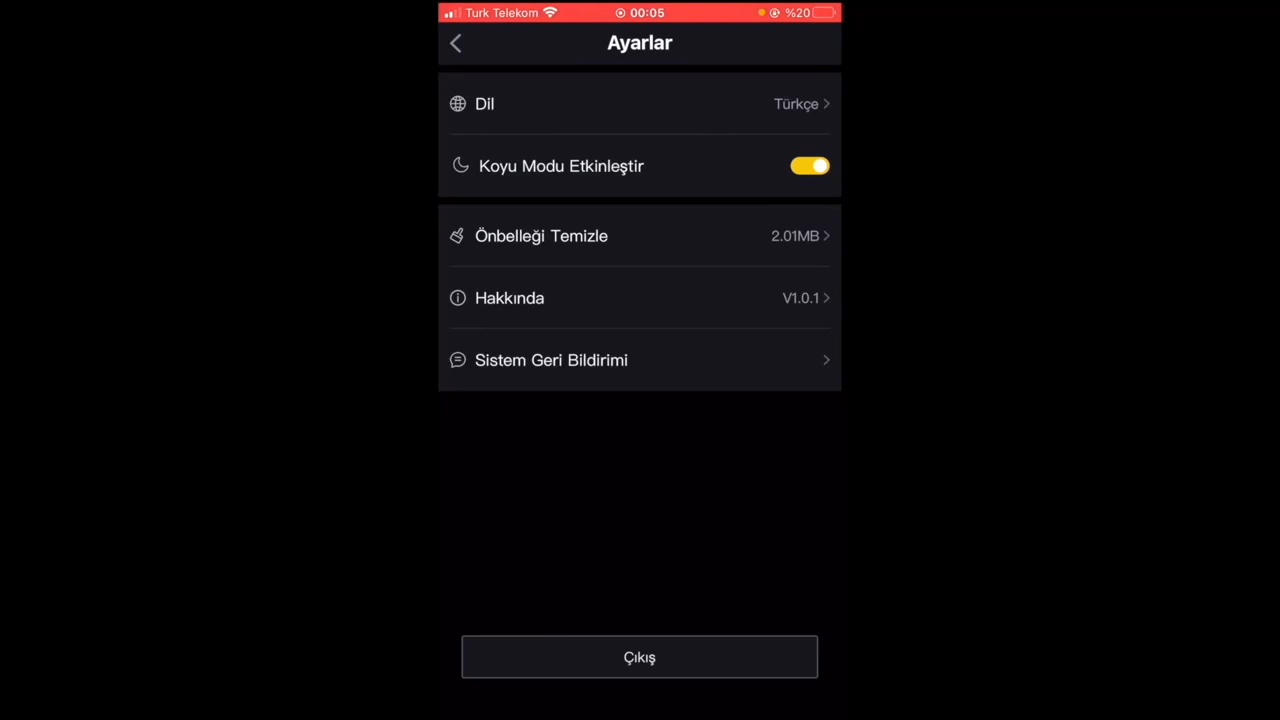 Turk Telekom 00:05 %20
Ayarlar
Dil Türkçe
Koyu Modu Etkinleştir
Önbelleği Temizle 2.01MB
Hakkında V1.0.1
Sistem Geri Bildirimi
Çıkış